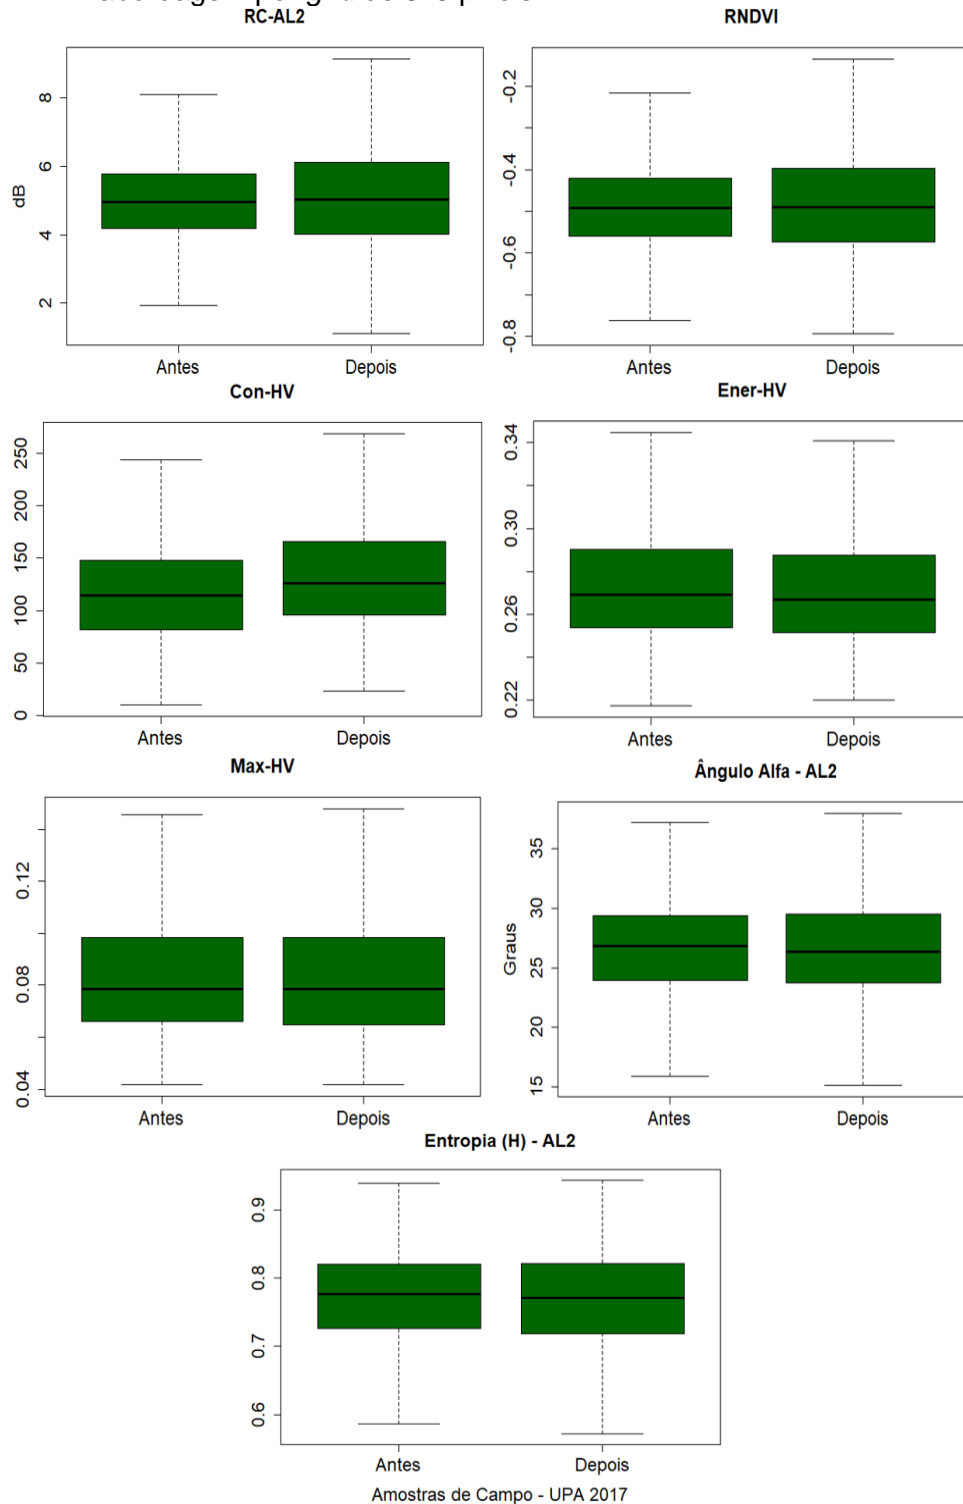 RC-AL2
RNDVI
8
6
4
2
dB
Antes
Depois
-0.2
-0.4
-0.6
-0.8
Antes
Depois
Con-HV
Ener-HV
250
200
150
100
50
0
Antes
Depois
0.34
0.30
0.26
0.22
Antes
Depois
Max-HV
Ângulo Alfa - AL2
0.12
0.08
0.04
Antes
Depois
35
30
25
20
15
Graus
Antes
Depois
Entropia (H) - AL2
0.9
0.8
0.7
0.6
Antes
Depois
Amostras de Campo - UPA 2017